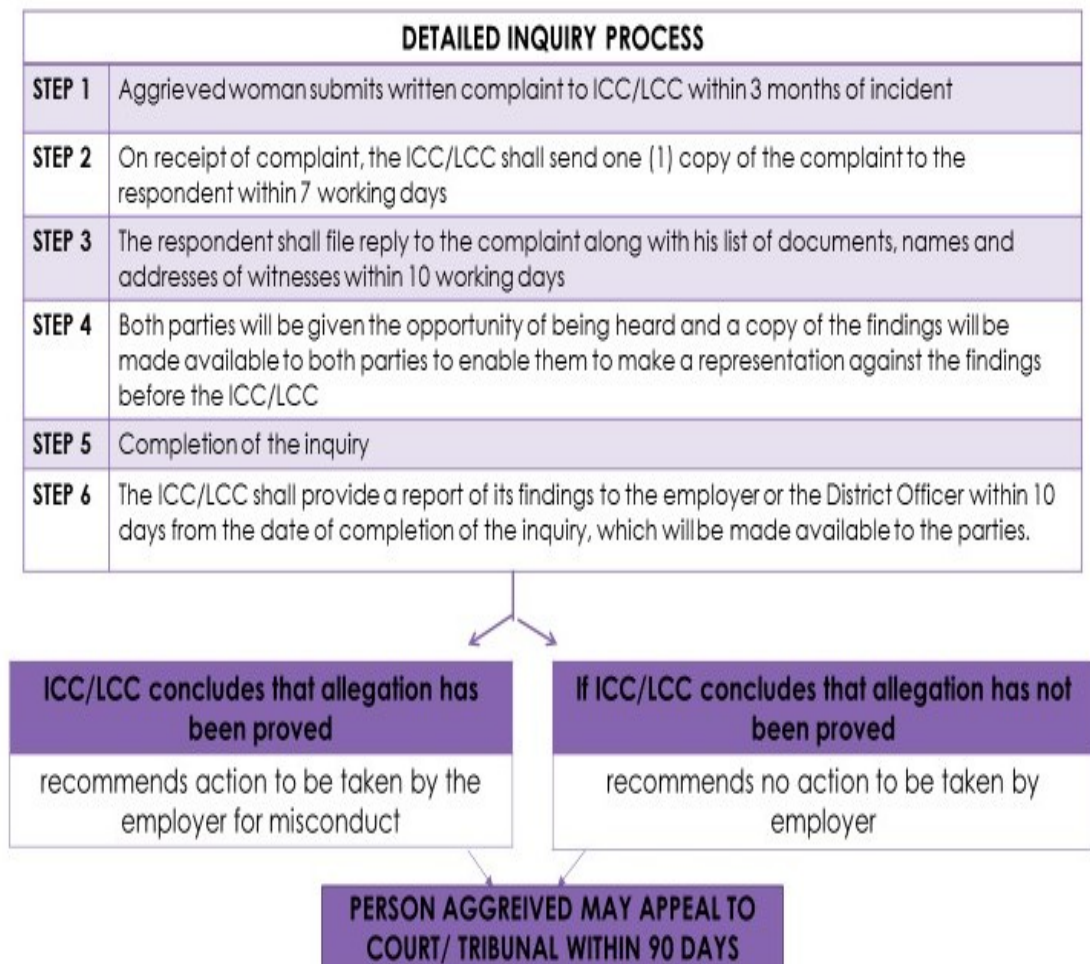 DETAILED INQUIRY PROCESS
STEP 1 Aggrieved woman submits written complaint to ICC/LCC within 3 months of incident
STEP 2 On receipt of complaint, the ICC/LCC shall send one (1) copy of the complaint to the
respondent within 7 working days
STEP 3 The respondent shall file reply to the complaint along with his list of documents, names and
addresses of witnesses within 10 working days
STEP 4 Both parties will be given the opportunity of being heard and a copy of the findings will be
made available to both parties to enable them to make a representation against the findings
before the ICC/LCC
STEP 5 Completion of the inquiry
STEP 6 The ICC/LCC shall provide a report of its findings to the employer or the District Officer within 10
days from the date of completion of the inquiry, which will be made available to the parties.
ICC/LCC concludes that allegation has
been proved
recommends action to be taken by the
employer for misconduct
If ICC/LCC concludes that allegation has not
been proved
recommends no action to be taken by
employer
PERSON AGGREIVED MAY APPEAL TO
COURT/ TRIBUNAL WITHIN 90 DAYS